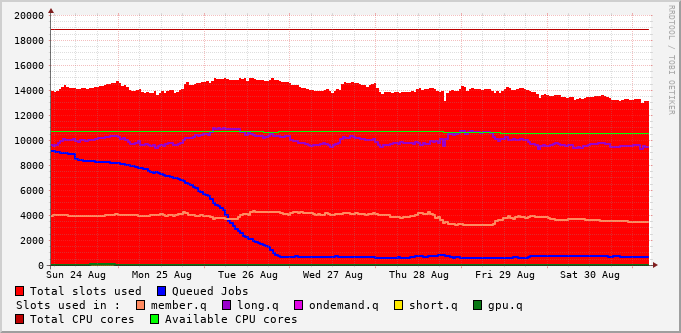 RRDTOOL / TOBI OETIKER
20000
18000
16000
14000
12000
10000
8000
6000
4000
2000
0
Sun 24 Aug Mon 25 Aug Tue 26 Aug Wed 27 Aug Thu 28 Aug Fri 29 Aug Sat 30 Aug
Total slots used Queued Jobs
Slots used in : member.q long.q ondemand.q short.q gpu.q
Total CPU cores Available CPU cores